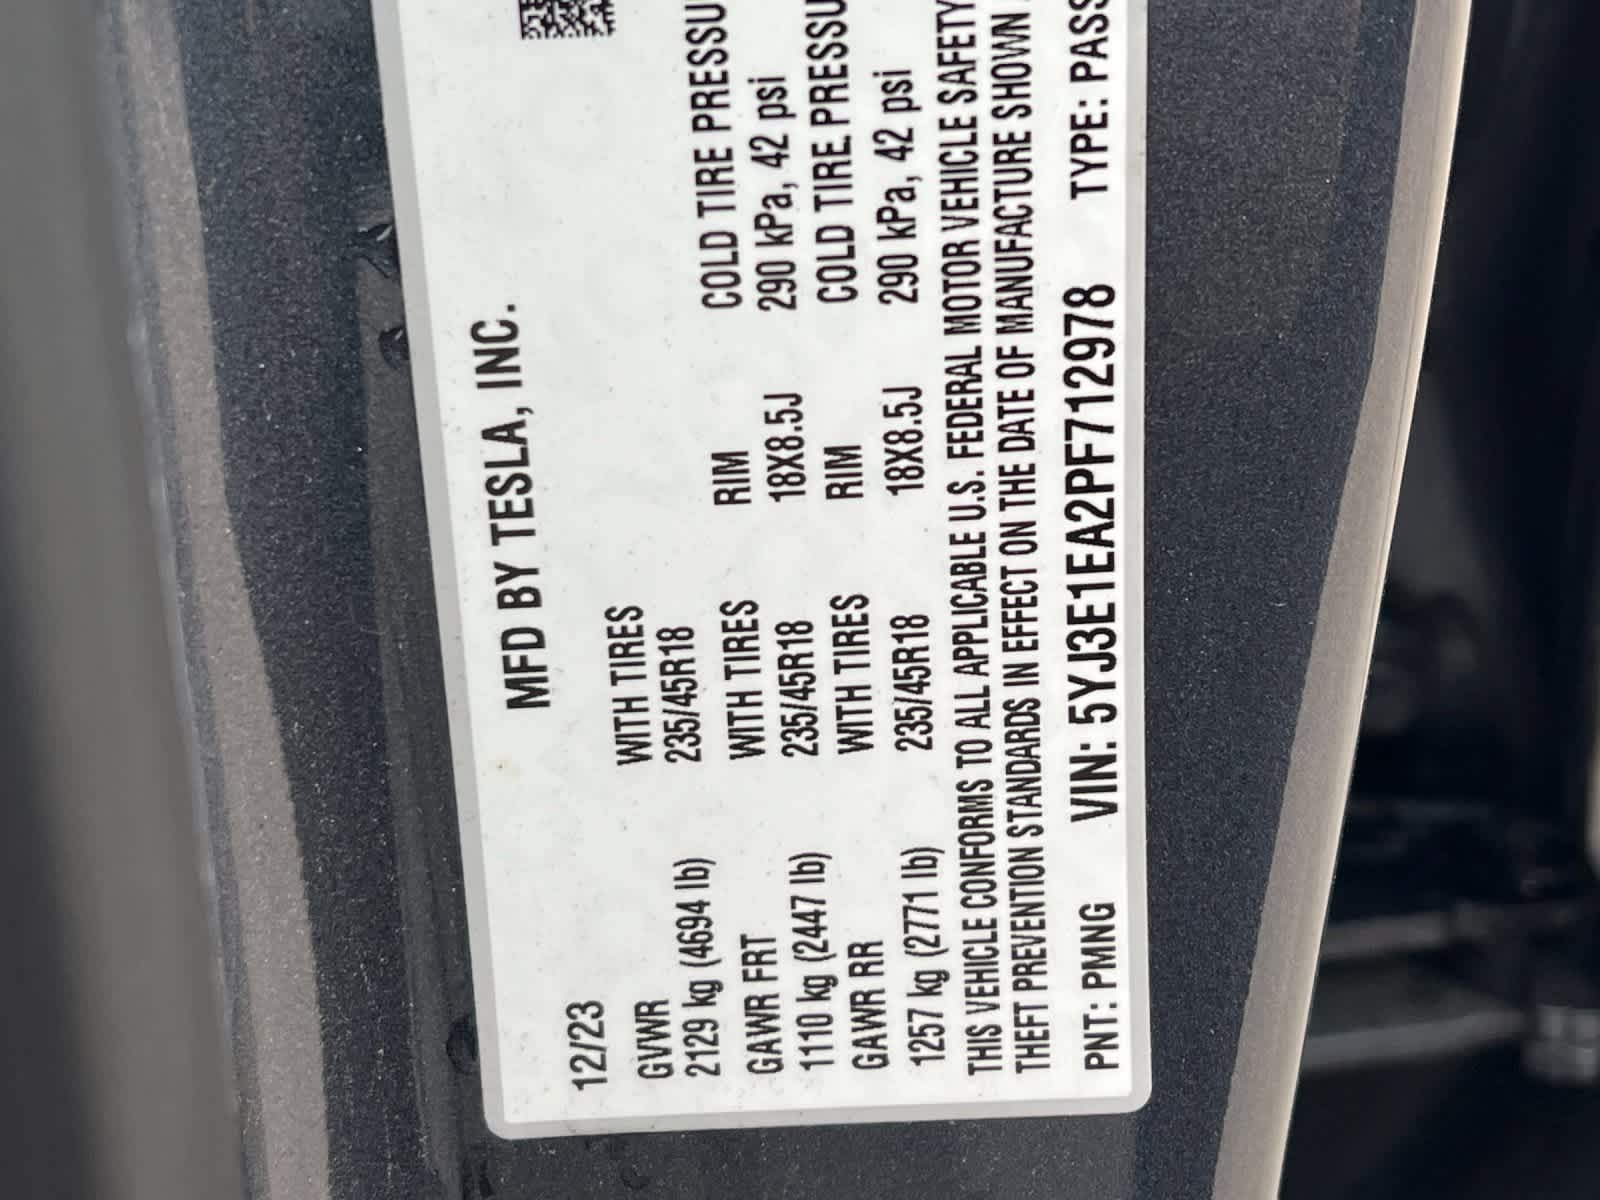 MFD BY TESLA, INC.
12/23
GVWR WITH TIRES
2129 kg (4694 lb) 235/45R18
GAWR FRT WITH TIRES RIM COLD TIRE PRESSU
1110 kg (2447 lb) 235/45R18 18X8.5J 290 kPa, 42 psi
GAWR RR WITH TIRES RIM COLD TIRE PRESSU
1257 kg (2771 lb) 235/45R18 18X8.5J 290 kPa, 42 psi
THIS VEHICLE CONFORMS TO ALL APPLICABLE U.S. FEDERAL MOTOR VEHICLE SAFETY
THEFT PREVENTION STANDARDS IN EFFECT ON THE DATE OF MANUFACTURE SHOWN
PNT: PMNG VIN: 5YJ3E1EA2PF712978 TYPE: PASS